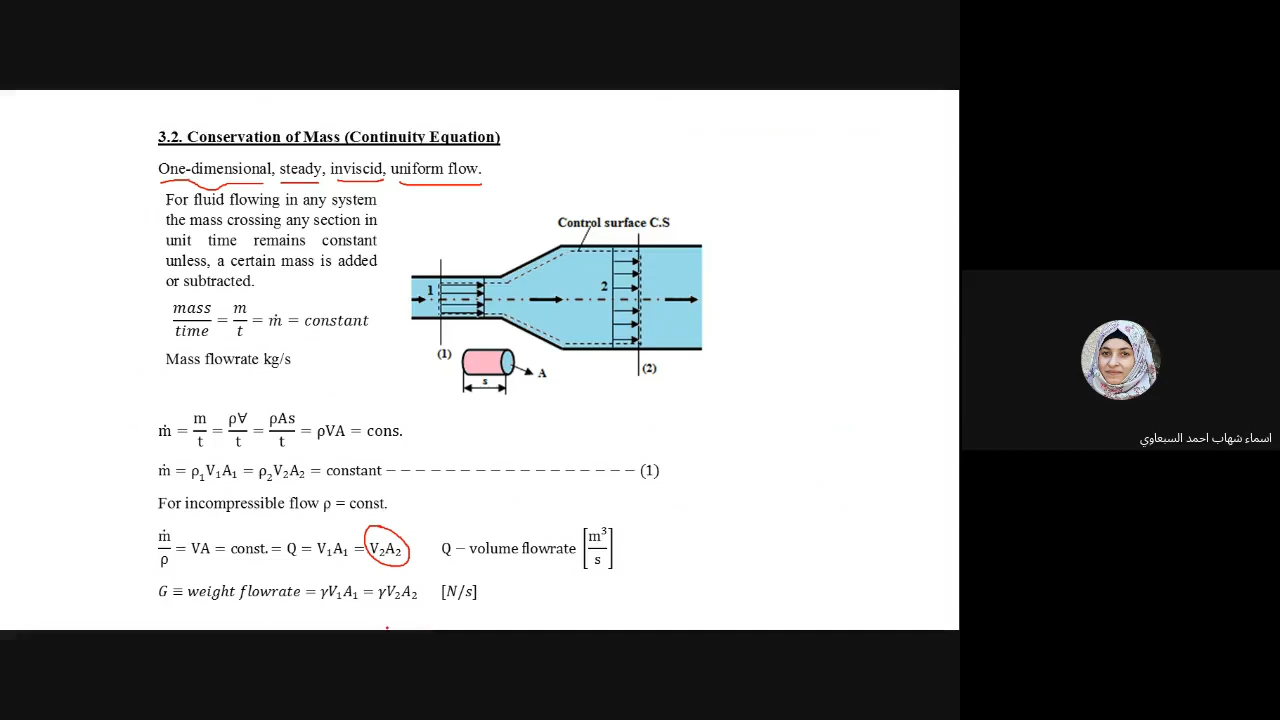 3.2. Conservation of Mass (Continuity Equation)
One-dimensional, steady, inviscid, uniform flow.
For fluid flowing in any system
the mass crossing any section in
unit time remains constant
unless, a certain mass is added
or subtracted.
mass/time = m/t = ṁ = constant
Mass flowrate kg/s
Control surface C.S
1
2
(1)
(2)
A
s
ṁ = m/t = ρ∀/t = ρAs/t = ρVA = cons.
ṁ = ρ₁V₁A₁ = ρ₂V₂A₂ = constant − − − − − − − − − − − − − − − − − (1)
For incompressible flow ρ = const.
ṁ/ρ = VA = const. = Q = V₁A₁ = V₂A₂ Q − volume flowrate [m³/s]
G ≡ weight flowrate = γV₁A₁ = γV₂A₂ [N/s]
اسماء شهاب احمد السبعاوي